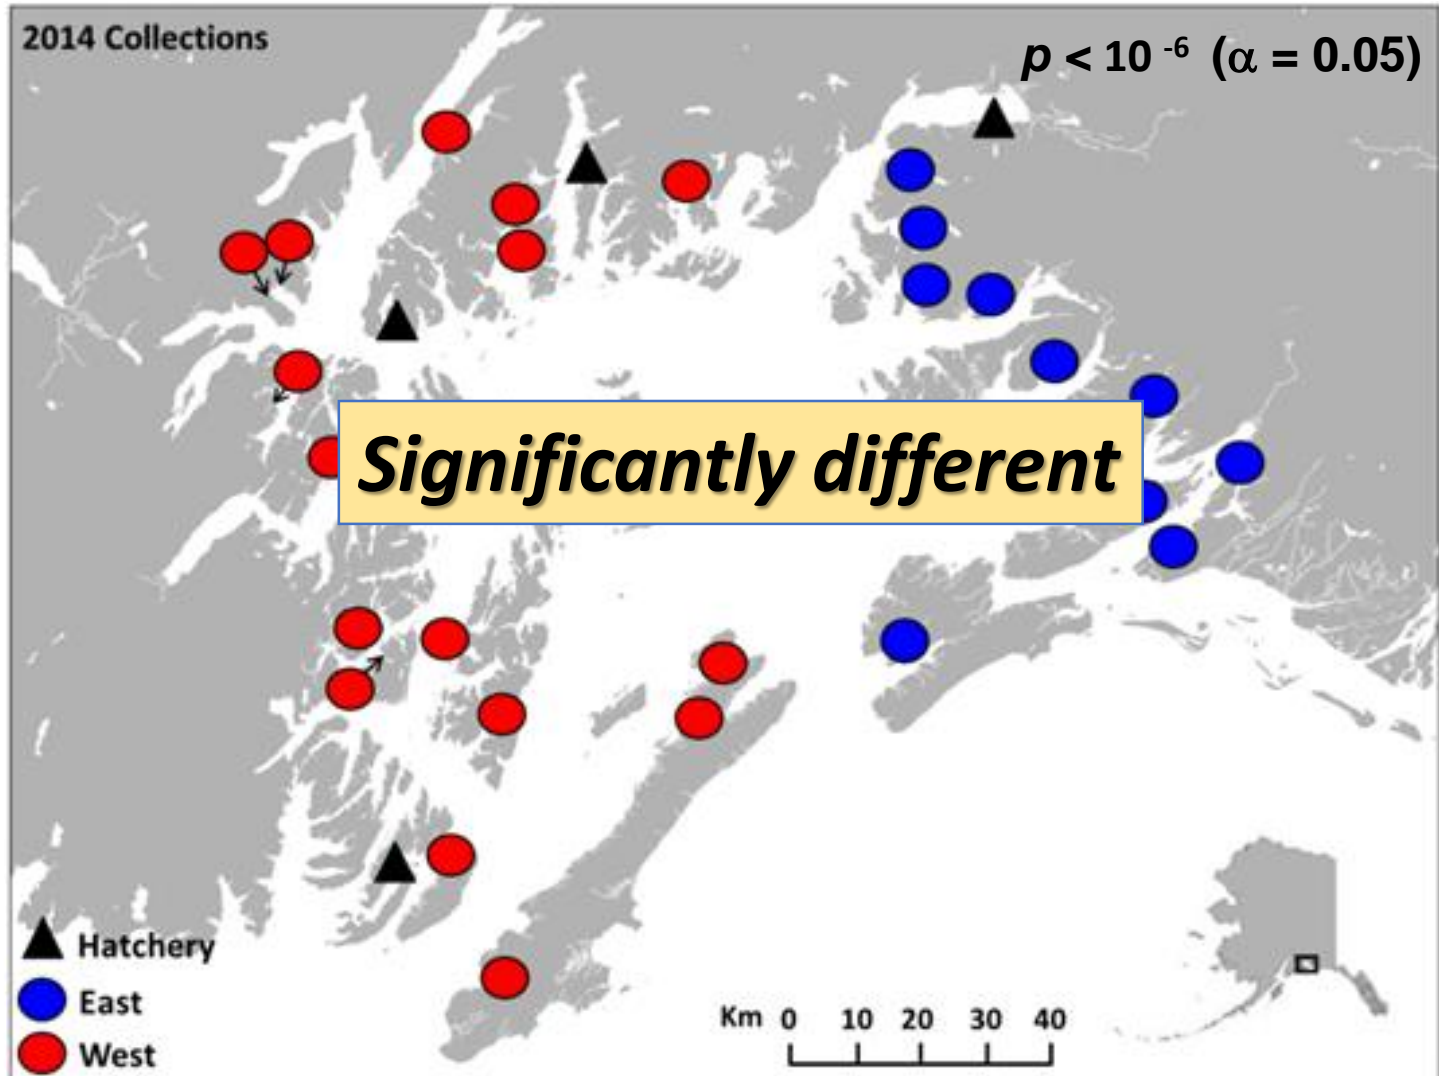 2014 Collections
p < 10 -6 (α = 0.05)
Significantly different
Hatchery
East
West
Km 0 10 20 30 40